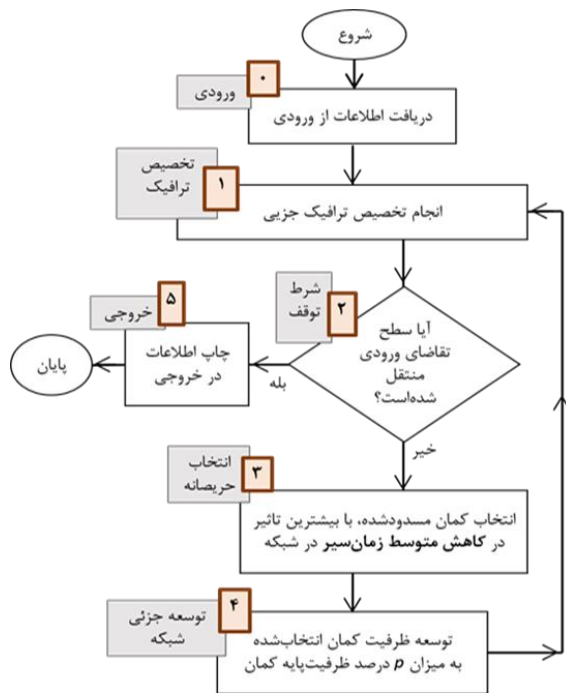 شروع
۰
ورودی
دریافت اطلاعات از ورودی
۱
تخصیص
ترافیک
انجام تخصیص ترافیک جزیی
۲
شرط
توقف
آیا سطح
تقاضای ورودی
منتقل
شده‌است؟
بله
۵
خروجی
چاپ اطلاعات
در خروجی
پایان
خیر
۳
انتخاب
حریصانه
انتخاب کمان مسدودشده، با بیشترین تاثیر
در کاهش متوسط زمان‌سیر در شبکه
۴
توسعه جزئی
شبکه
توسعه ظرفیت کمان انتخاب‌شده
به میزان p درصد ظرفیت‌پایه کمان